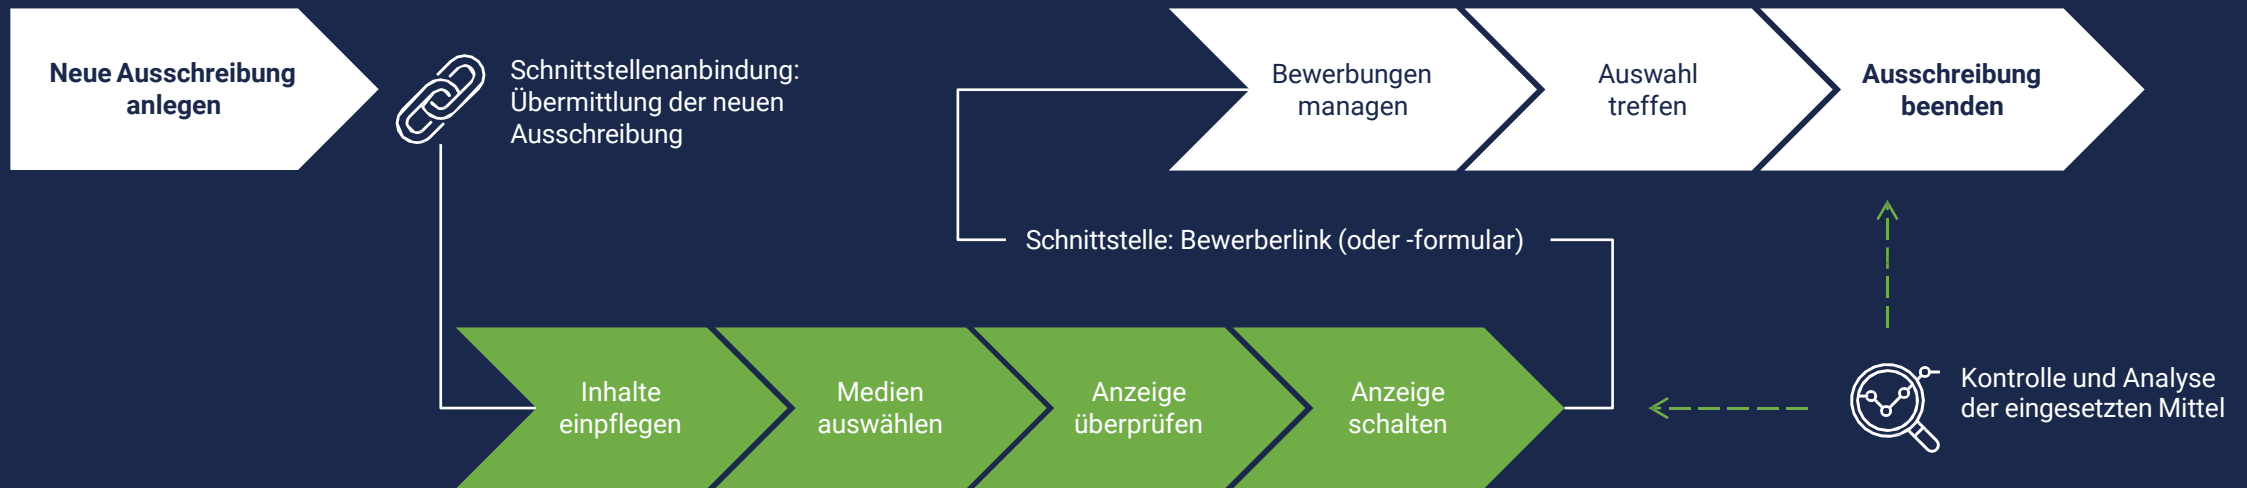 Neue Ausschreibung
anlegen
Schnittstellenanbindung:
Übermittlung der neuen
Ausschreibung
Bewerbungen
managen
Auswahl
treffen
Ausschreibung
beenden
Schnittstelle: Bewerberlink (oder -formular)
Inhalte
einpflegen
Medien
auswählen
Anzeige
überprüfen
Anzeige
schalten
Kontrolle und Analyse
der eingesetzten Mittel